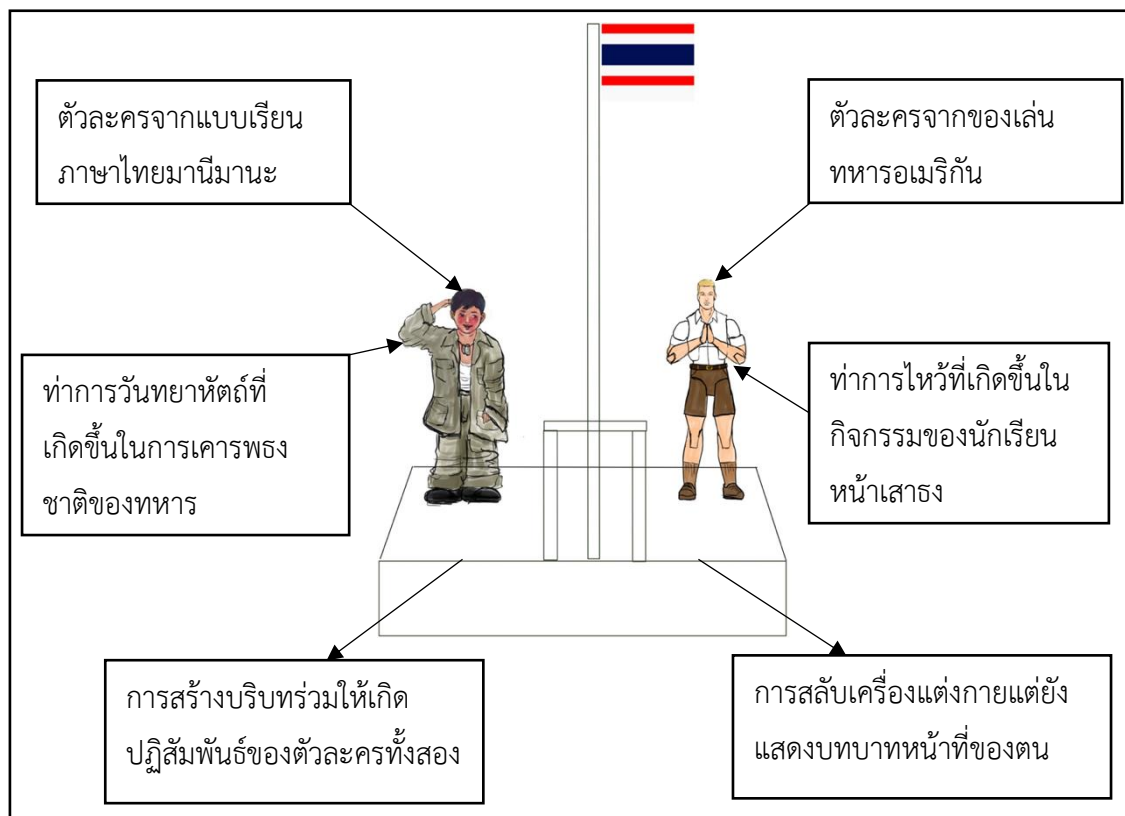 ตัวละครจากแบบเรียน
ภาษาไทยมานีมานะ
ตัวละครจากของเล่น
ทหารอเมริกัน
ท่าการวันทยาหัตถ์ที่
เกิดขึ้นในการเคารพธง
ชาติของทหาร
ท่าการไหว้ที่เกิดขึ้นใน
กิจกรรมของนักเรียน
หน้าเสาธง
การสร้างบริบทร่วมให้เกิด
ปฏิสัมพันธ์ของตัวละครทั้งสอง
การสลับเครื่องแต่งกายแต่ยัง
แสดงบทบาทหน้าที่ของตน